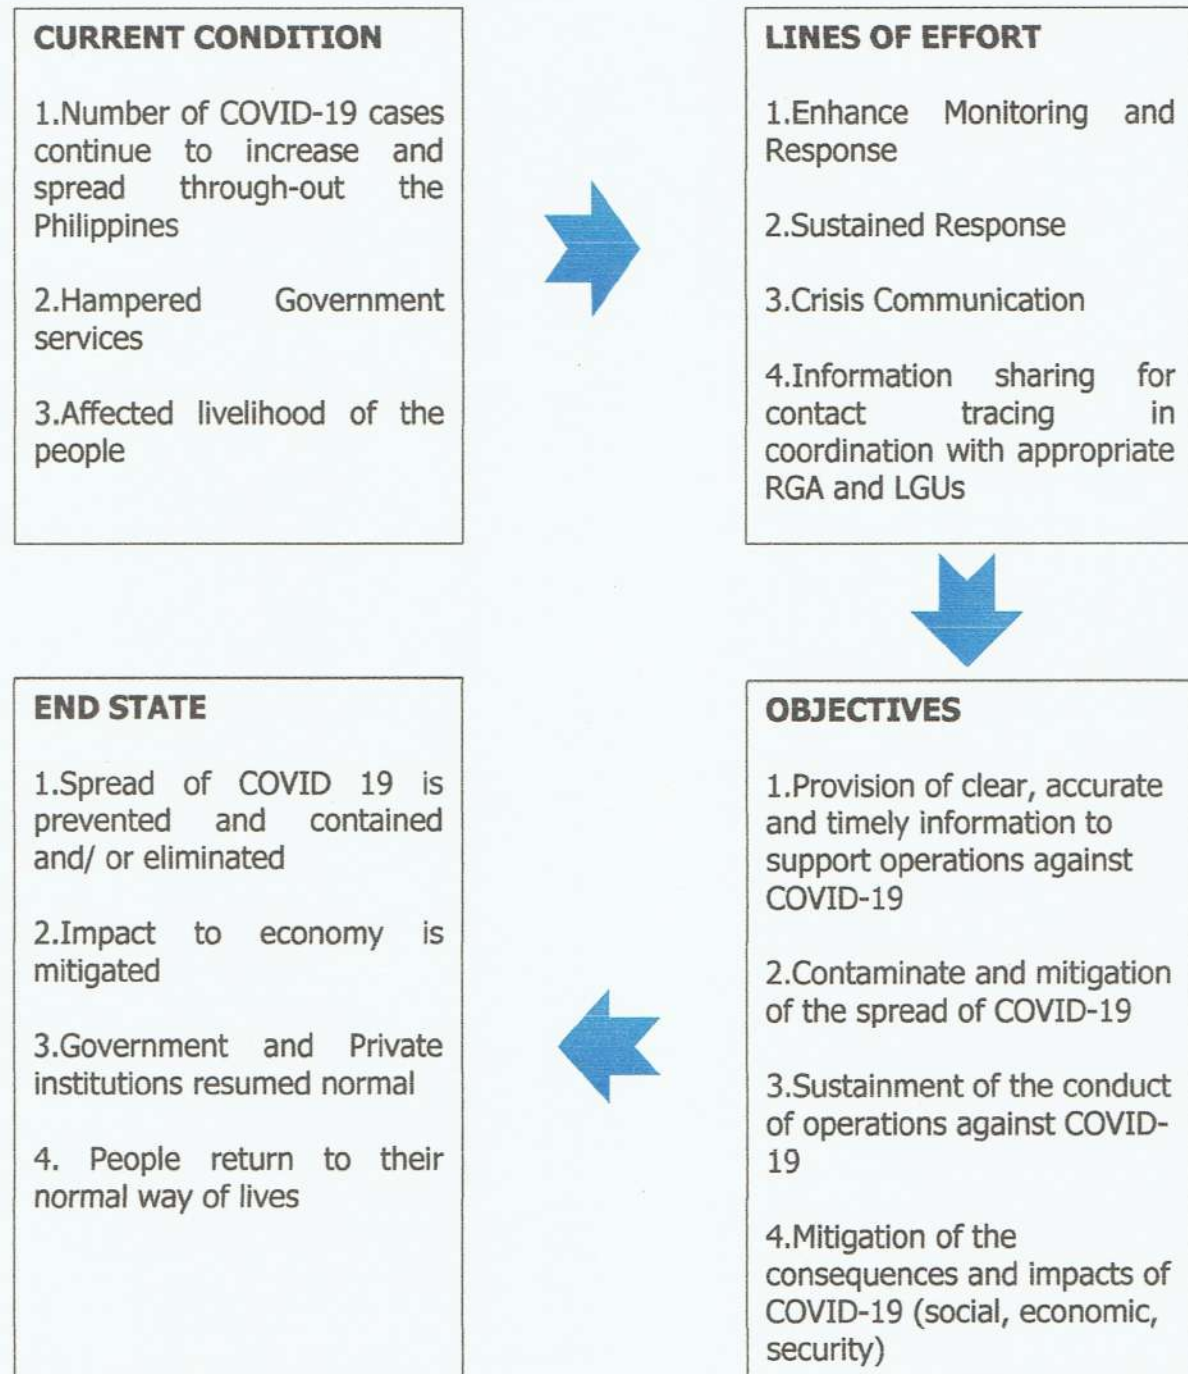 CURRENT CONDITION
1.Number of COVID-19 cases
continue to increase and
spread through-out the
Philippines
2.Hampered Government
services
3.Affected livelihood of the
people
LINES OF EFFORT
1.Enhance Monitoring and
Response
2.Sustained Response
3.Crisis Communication
4.Information sharing for
contact tracing in
coordination with appropriate
RGA and LGUs
OBJECTIVES
1.Provision of clear, accurate
and timely information to
support operations against
COVID-19
2.Contaminate and mitigation
of the spread of COVID-19
3.Sustainment of the conduct
of operations against COVID-
19
4.Mitigation of the
consequences and impacts of
COVID-19 (social, economic,
security)
END STATE
1.Spread of COVID 19 is
prevented and contained
and/ or eliminated
2.Impact to economy is
mitigated
3.Government and Private
institutions resumed normal
4. People return to their
normal way of lives